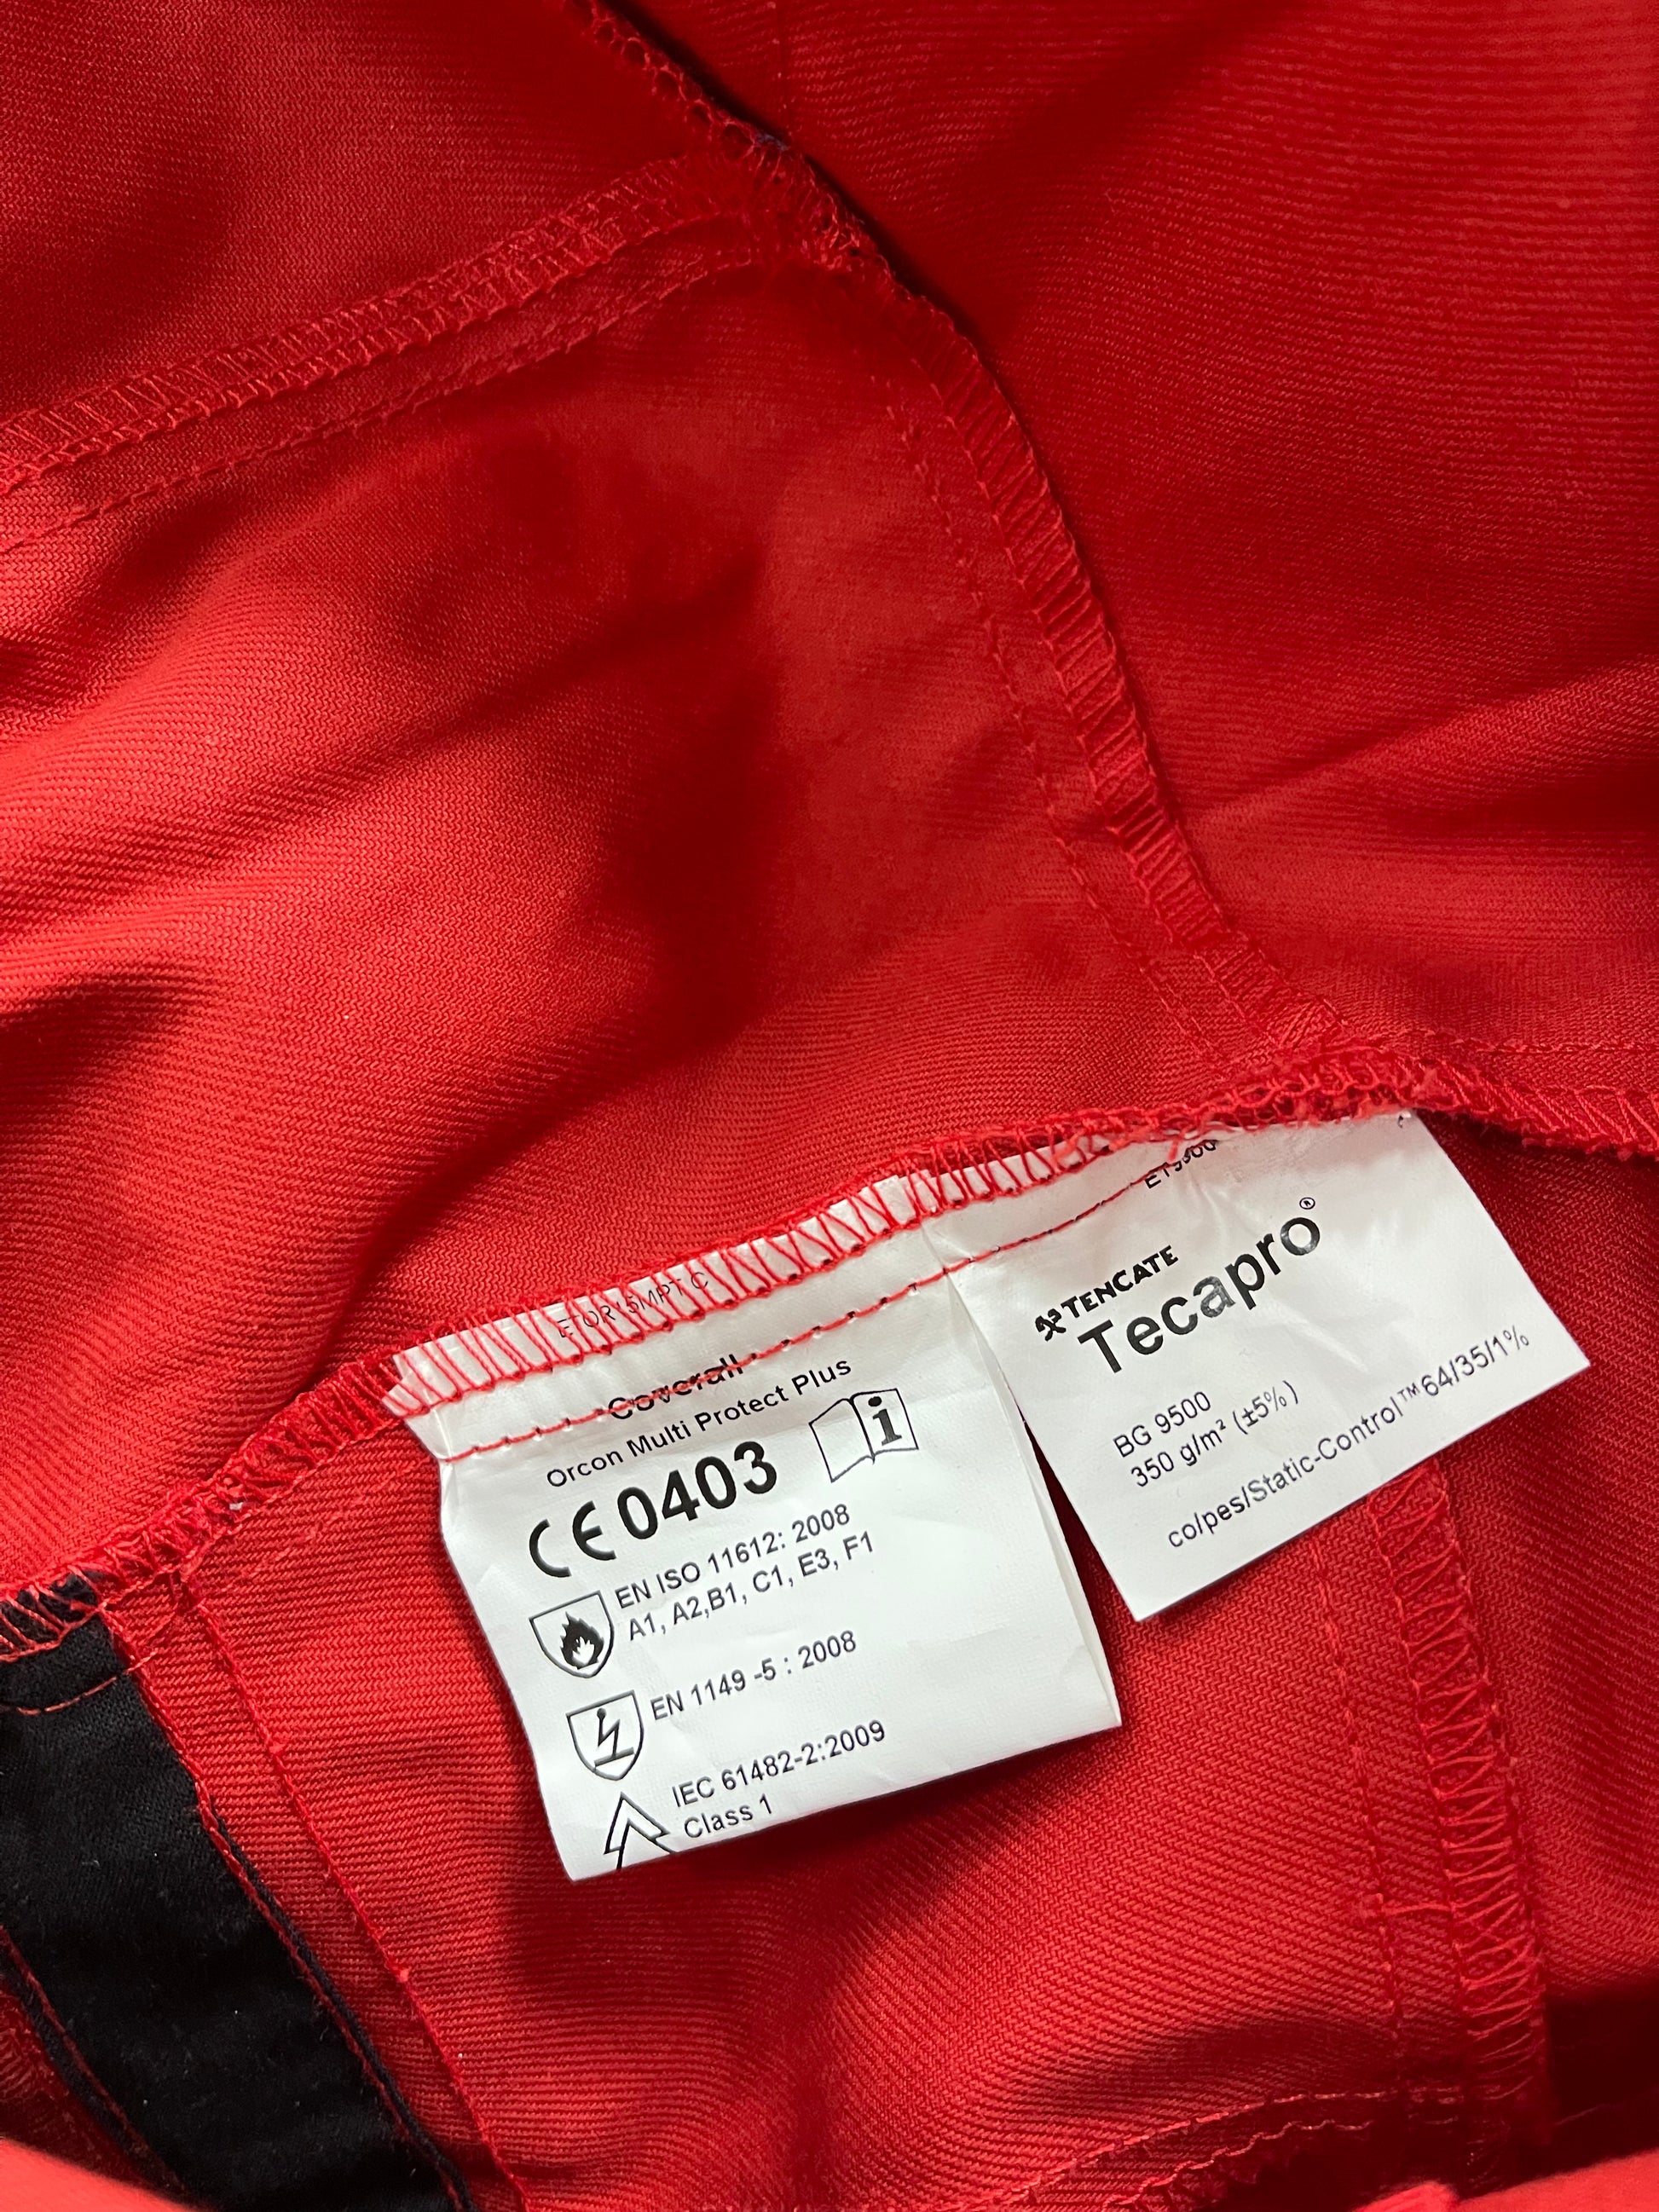 Coverall
Orcon Multi Protect Plus
CE0403
EN ISO 11612: 2008
A1, A2,B1, C1, E3, F1
EN 1149 -5 : 2008
IEC 61482-2:2009
Class 1
TENCATE
Tecapro®
BG 9500
350 g/m² (±5%)
co/pes/Static-Control™64/35/1%